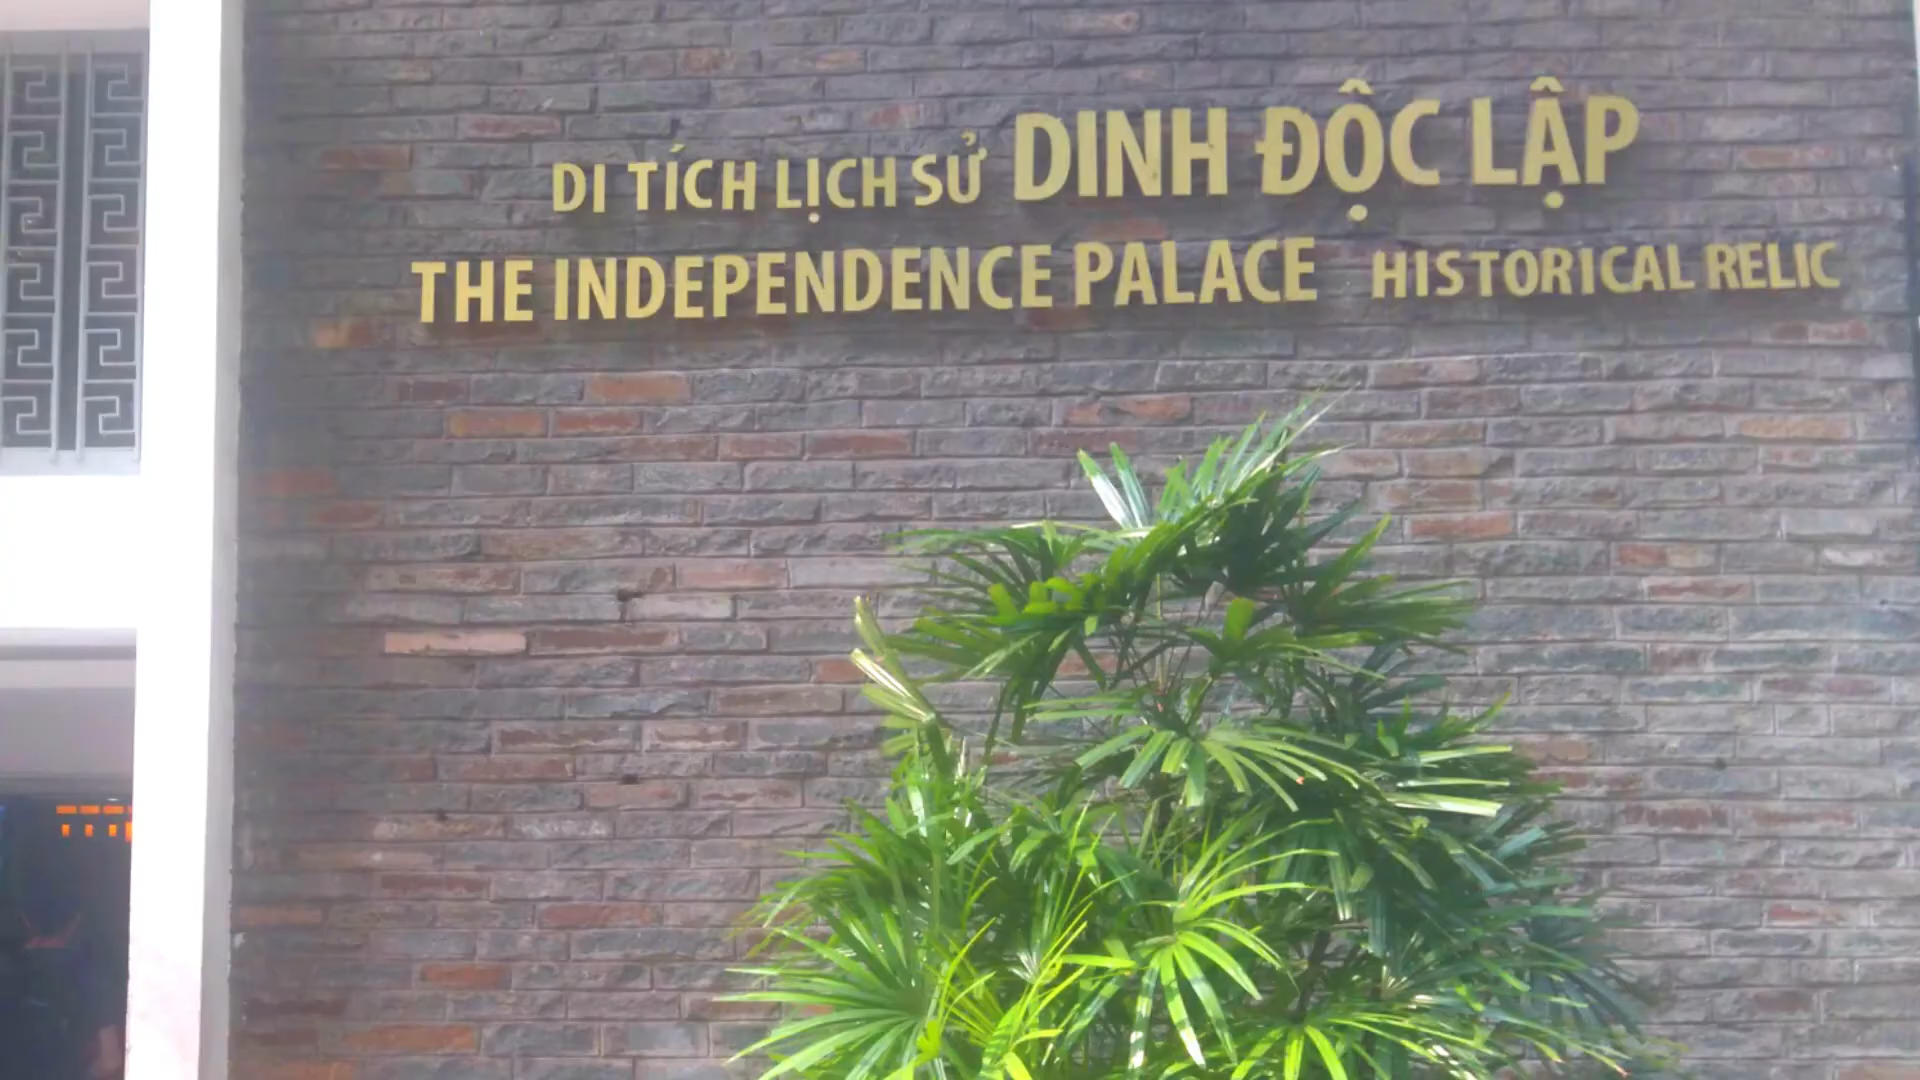 DI TÍCH LỊCH SỬ DINH ĐỘC LẬP
THE INDEPENDENCE PALACE HISTORICAL RELIC